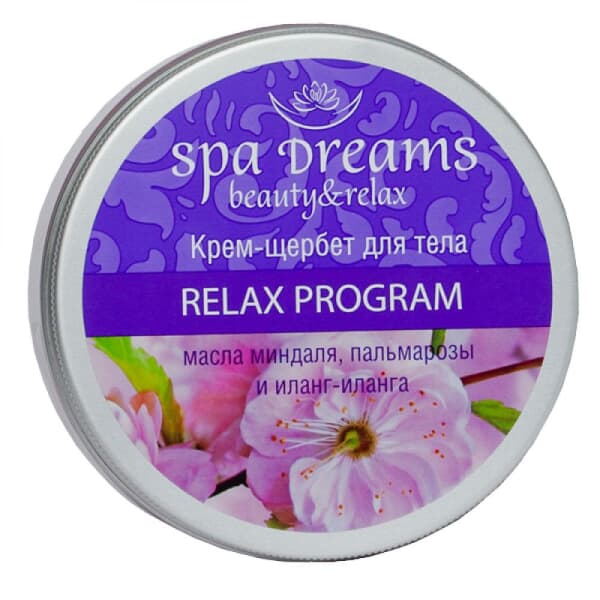 spa Dreams
beauty&relax
Крем-щербет для тела
RELAX PROGRAM
масла миндаля, пальмарозы
и иланг-иланга